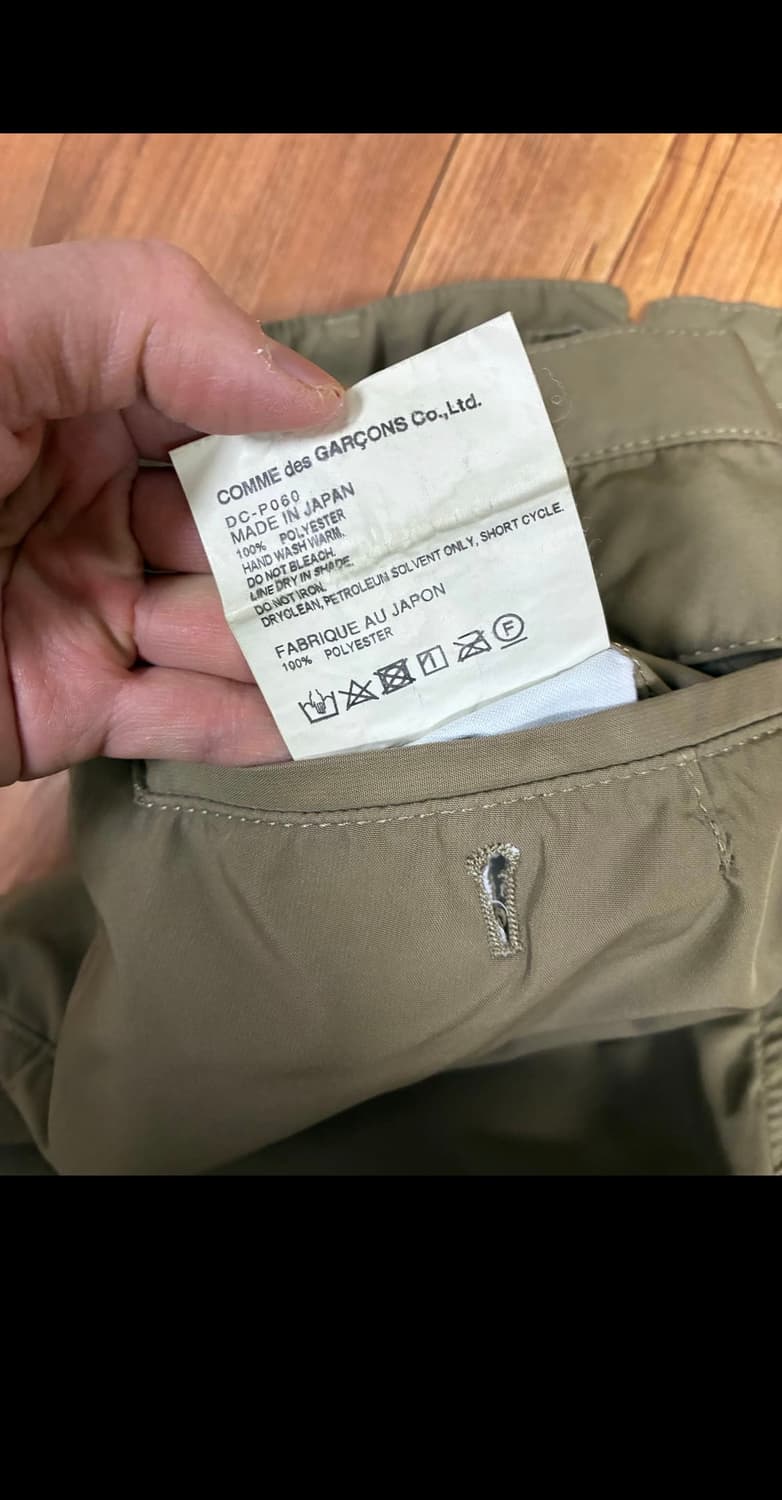 COMME des GARÇONS Co.,Ltd.
DC-P060
MADE IN JAPAN
100% POLYESTER
HAND WASH WARM.
DO NOT BLEACH.
LINE DRY IN SHADE.
DO NOT IRON.
DRYCLEAN, PETROLEUM SOLVENT ONLY, SHORT CYCLE.
FABRIQUE AU JAPON
100% POLYESTER
F